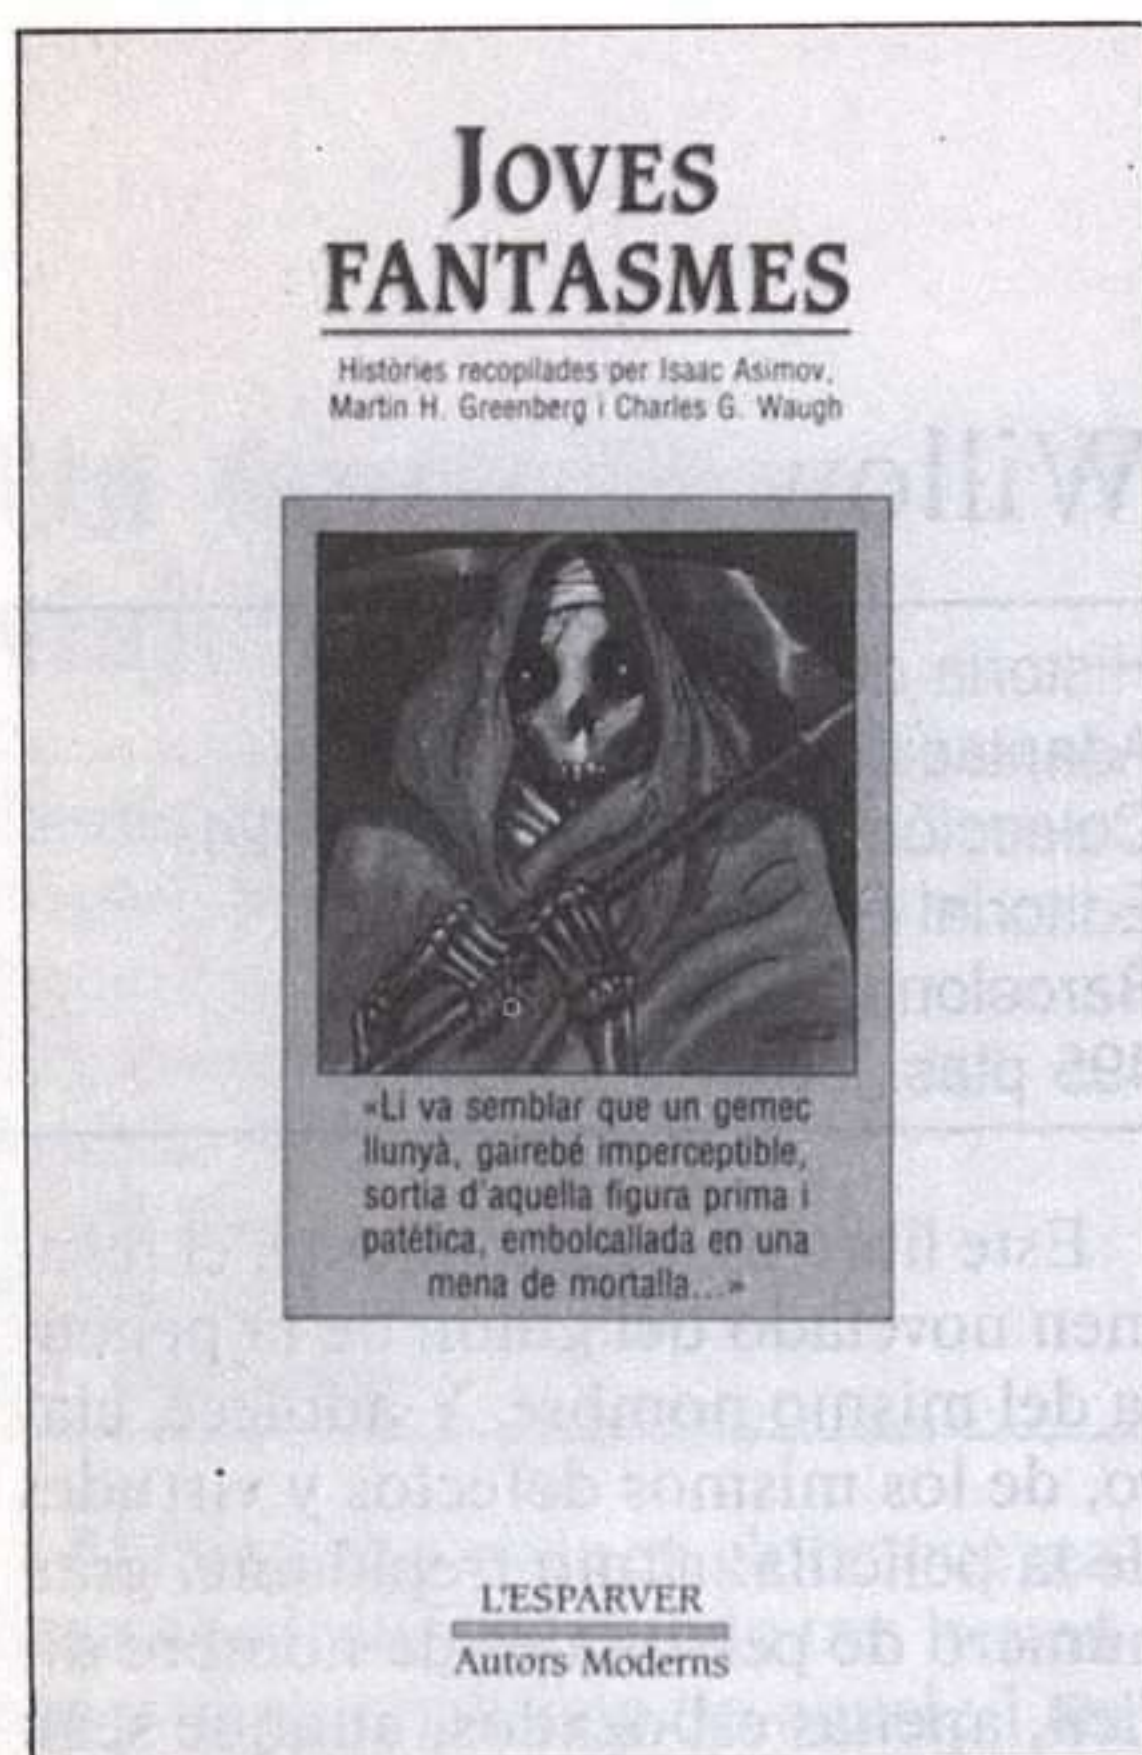 JOVES
FANTASMES
Històries recopilades per Isaac Asimov,
Martin H. Greenberg i Charles G. Waugh
«Li va semblar que un gemec
llunyà, gairebé imperceptible,
sortia d'aquella figura prima i
patética, embolcallada en una
mena de mortalla...»
L'ESPARVER
Autors Moderns